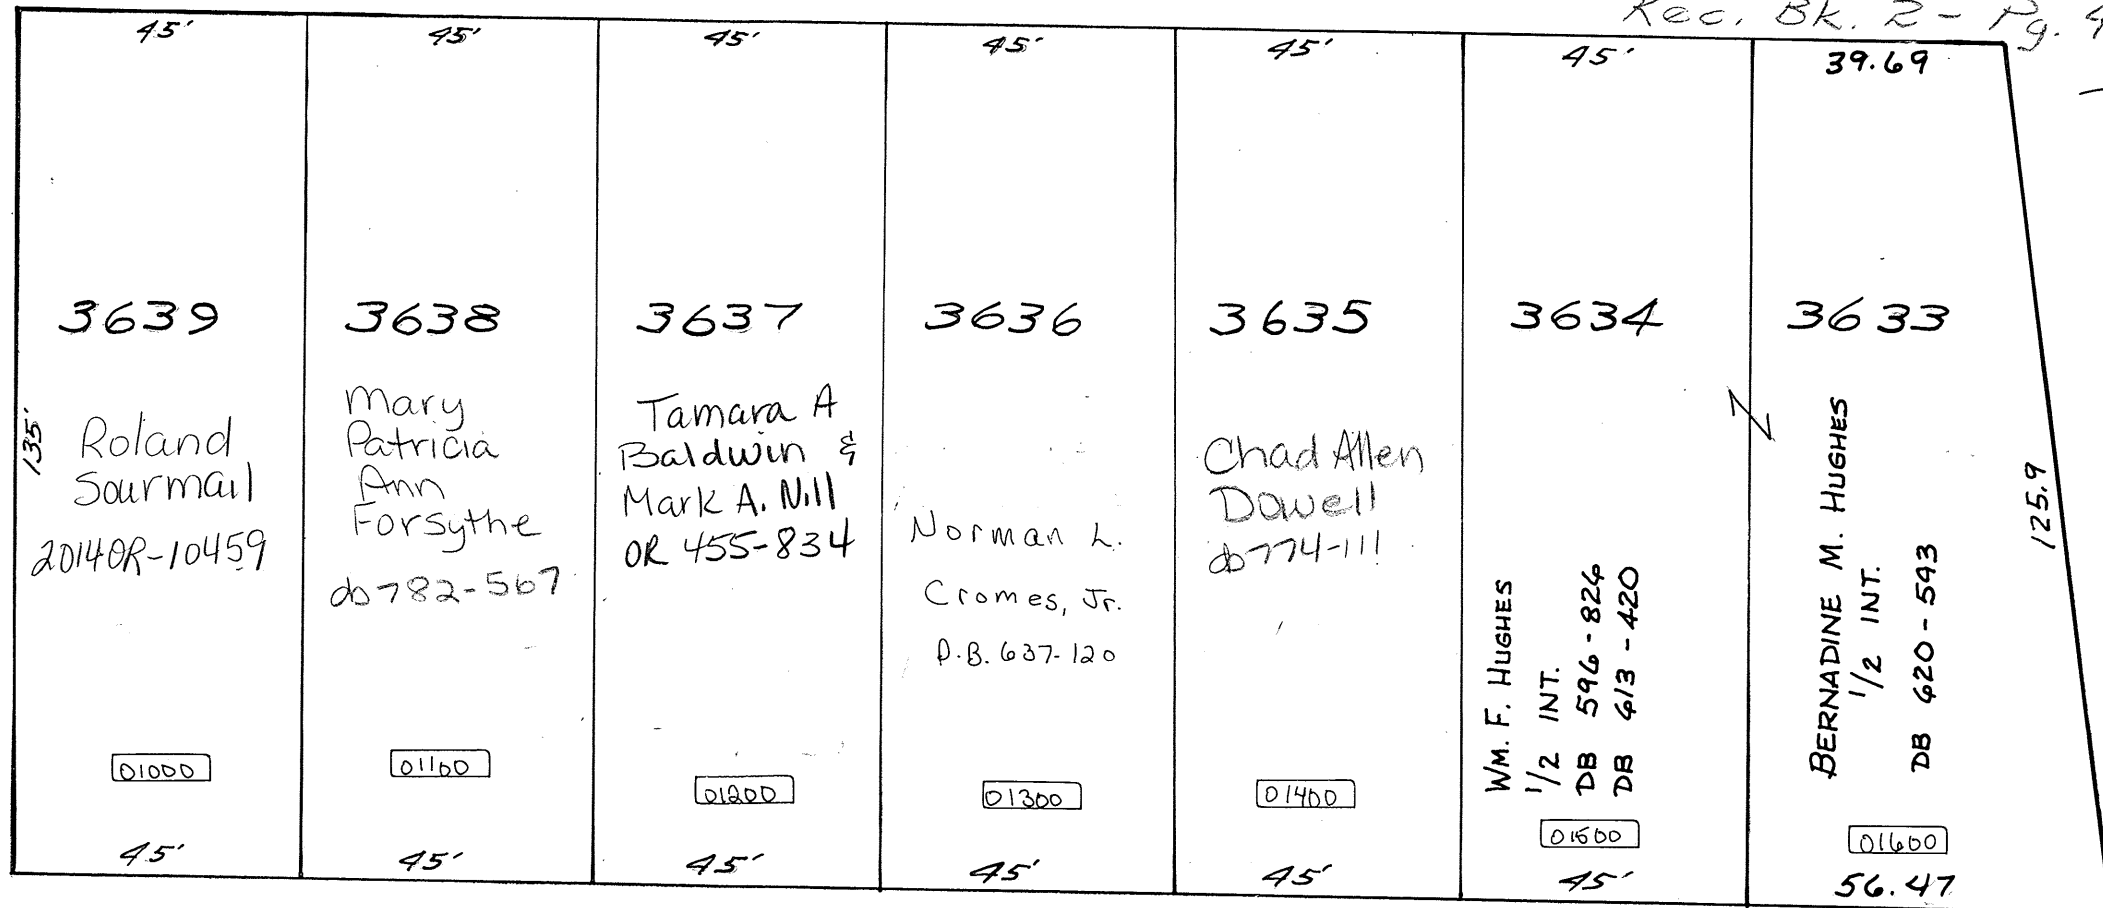 Rec. Bk. 2 - Pg. 4
45'
45'
45'
45'
45'
45'
39.69
3639
3638
3637
3636
3635
3634
3633
135'
Roland
Sourmail
2014OR-10459
Mary
Patricia
Ann
Forsythe
db782-567
Tamara A
Baldwin &
Mark A. Nill
OR 455-834
Norman L.
Cromes, Jr.
D.B. 637-120
Chad Allen
Dowell
db774-111
WM. F. HUGHES
1/2 INT.
DB 596-826
DB 613-420
BERNADINE M. HUGHES
1/2 INT.
DB 620-593
125.9
01000
01100
01200
01300
01400
01500
01600
45'
45'
45'
45'
45'
45'
56.47